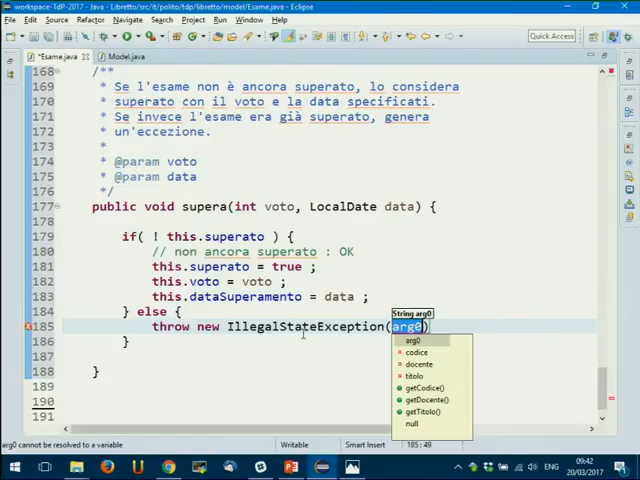 workspace-TdP-2017 - Java - Libretto/src/it/polito/tdp/libretto/model/Esame.java - Eclipse
File Edit Source Refactor Navigate Search Project Run Window Help
Quick Access
*Esame.java
Model.java
168 /**
169 * Se l'esame non è ancora superato, lo considera
170 * superato con il voto e la data specificati.
171 * Se invece l'esame era già superato, genera
172 un'eccezione.
173 *
174 * @param voto
175 * @param data
176 */
177 public void supera(int voto, LocalDate data) {
179 if( ! this.superato ) {
180 // non ancora superato : OK
181 this.superato = true ;
182 this.voto = voto ;
183 this.dataSuperamento = data ;
184 } else {
String arg0
185 throw new IllegalStateException(arg0)
186 }
arg0
codice
docente
titolo
getCodice()
getDocente()
getTitolo()
null
187
188 }
189
190
191
arg0 cannot be resolved to a variable
Writable
Smart Insert
185 : 49
ENG
09:42
20/03/2017